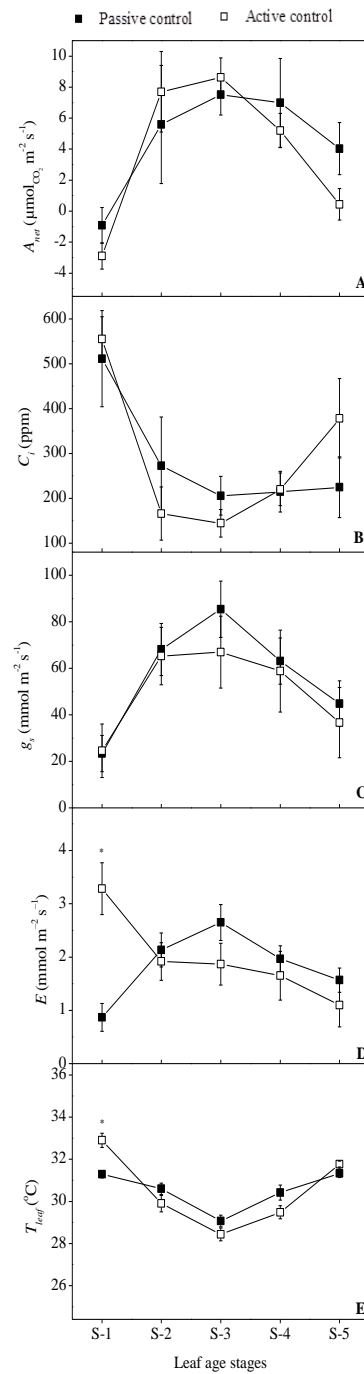 Passive control Active control
10
8
6
4
2
0
-2
-4
A_net (µmol_CO₂ m⁻² s⁻¹)
A
600
500
400
300
200
100
C_i (ppm)
B
100
80
60
40
20
0
g_s (mmol m⁻² s⁻¹)
C
*
4
3
2
1
0
E (mmol m⁻² s⁻¹)
D
*
36
34
32
30
28
26
T_leaf (°C)
E
S-1 S-2 S-3 S-4 S-5
Leaf age stages